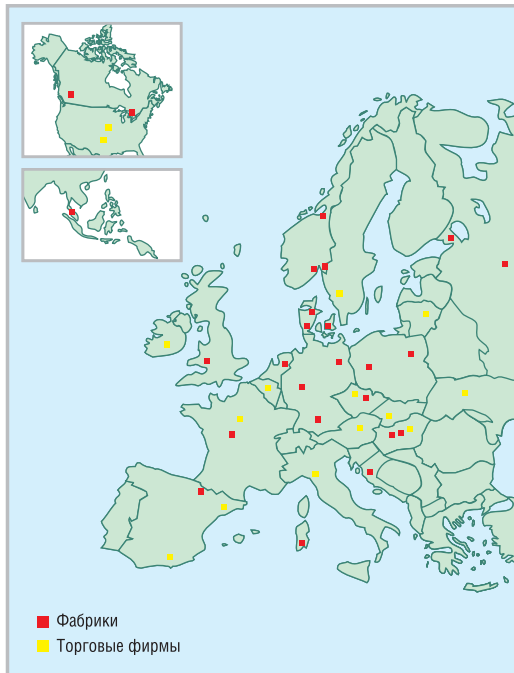 Фабрики
Торговые фирмы